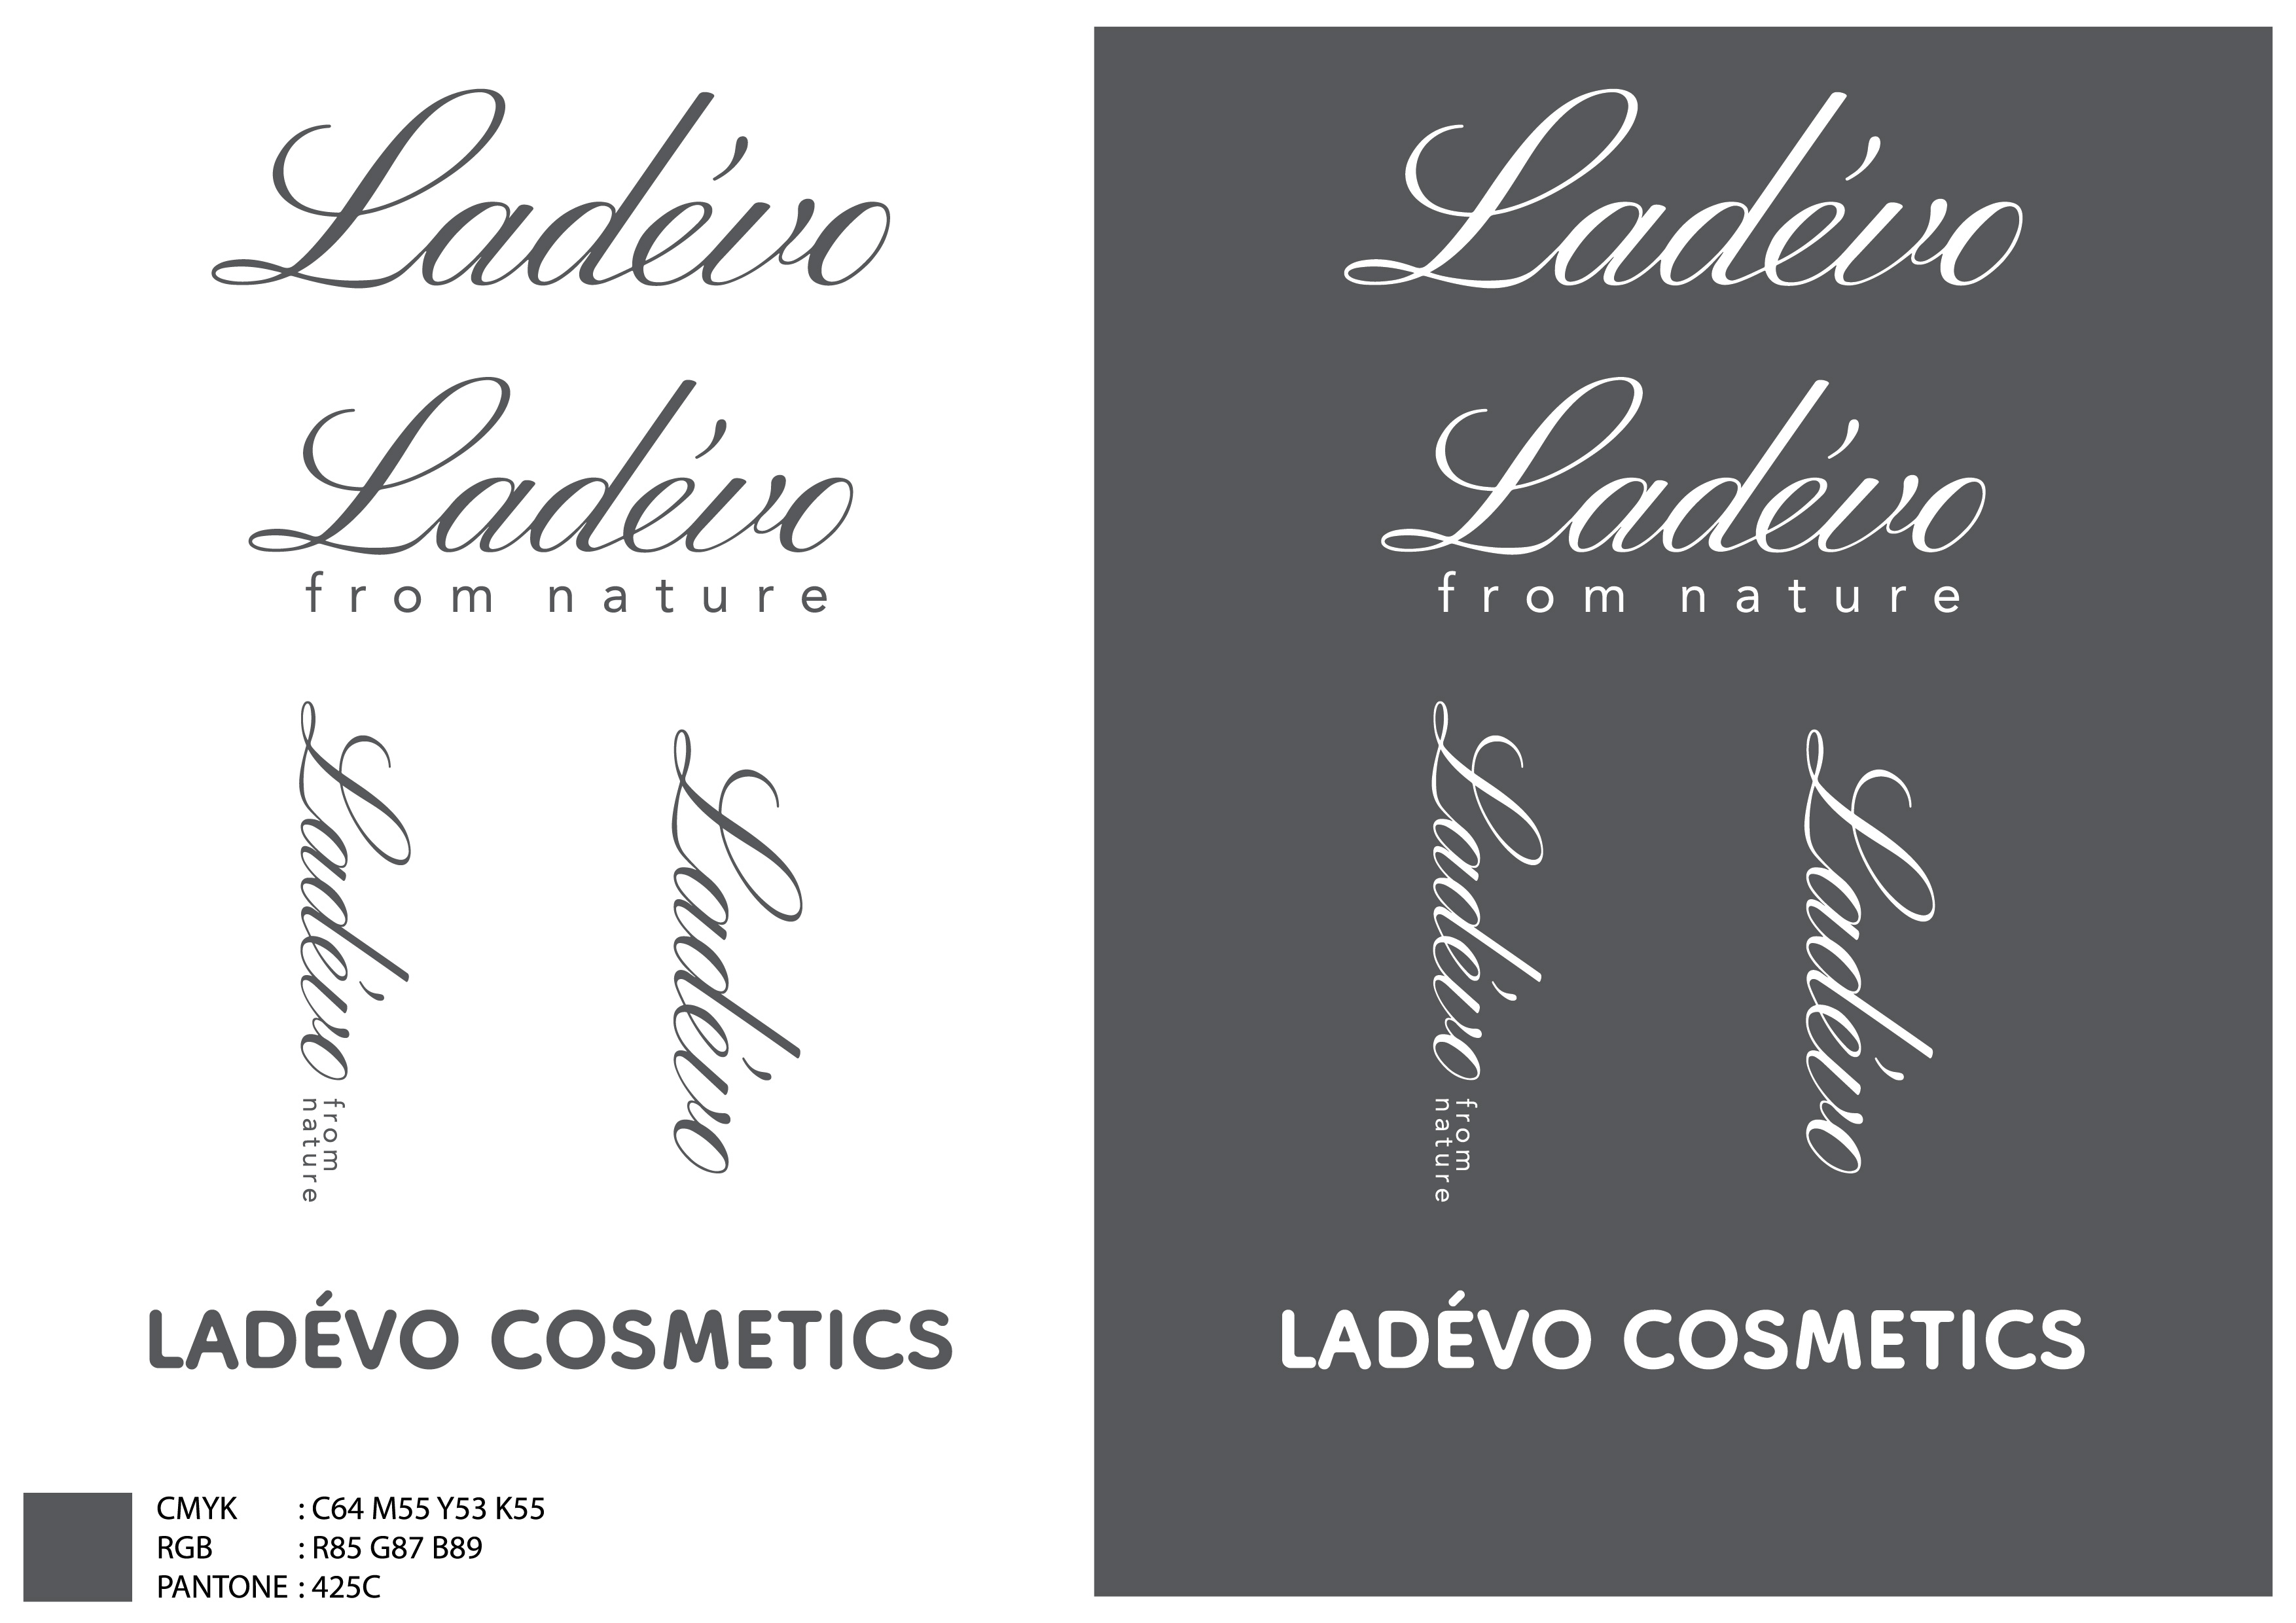 Ladévo
Ladévo
from nature
Ladévo
from
nature
Ladévo
LADÉVO COSMETICS
CMYK : C64 M55 Y53 K55
RGB : R85 G87 B89
PANTONE : 425C
Ladévo
Ladévo
from nature
Ladévo
from
nature
Ladévo
LADÉVO COSMETICS